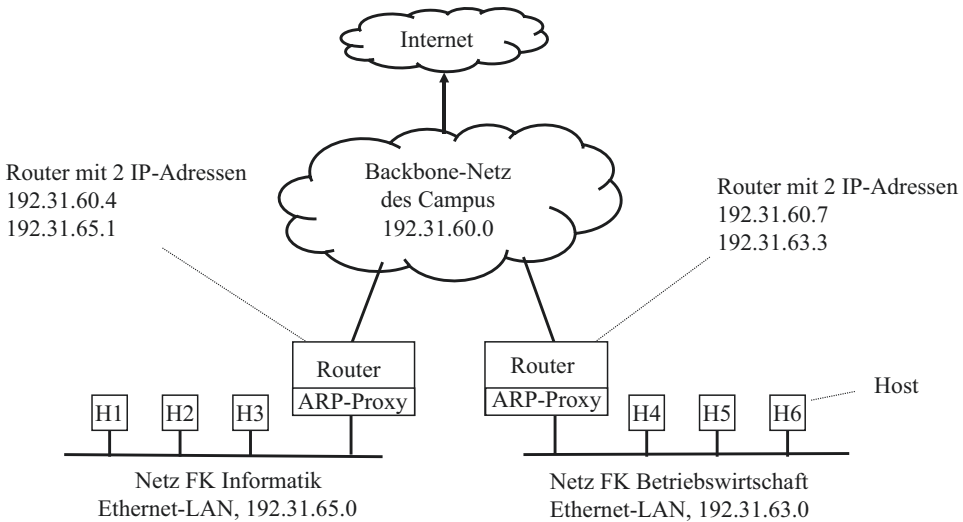 Internet
Backbone-Netz
des Campus
192.31.60.0
Router mit 2 IP-Adressen
192.31.60.4
192.31.65.1
Router mit 2 IP-Adressen
192.31.60.7
192.31.63.3
Router
ARP-Proxy
Router
ARP-Proxy
Host
H1
H2
H3
H4
H5
H6
Netz FK Informatik
Ethernet-LAN, 192.31.65.0
Netz FK Betriebswirtschaft
Ethernet-LAN, 192.31.63.0